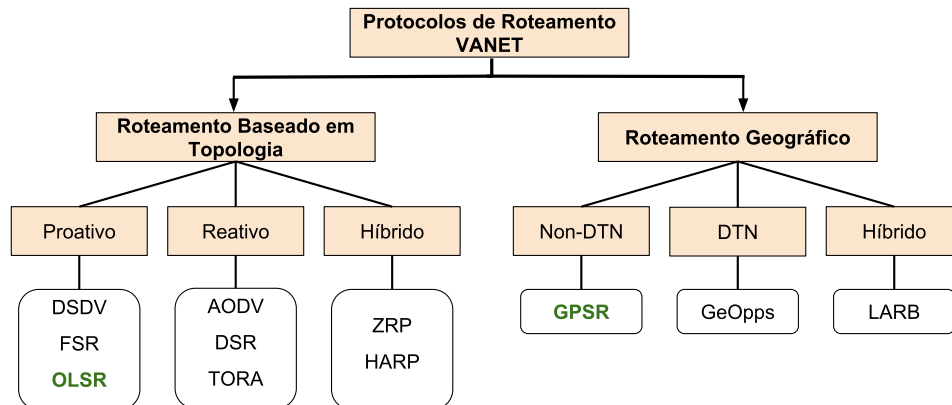 Protocolos de Roteamento
VANET
Roteamento Baseado em
Topologia
Roteamento Geográfico
Proativo
Reativo
Híbrido
Non-DTN
DTN
Híbrido
DSDV
FSR
OLSR
AODV
DSR
TORA
ZRP
HARP
GPSR
GeOpps
LARB